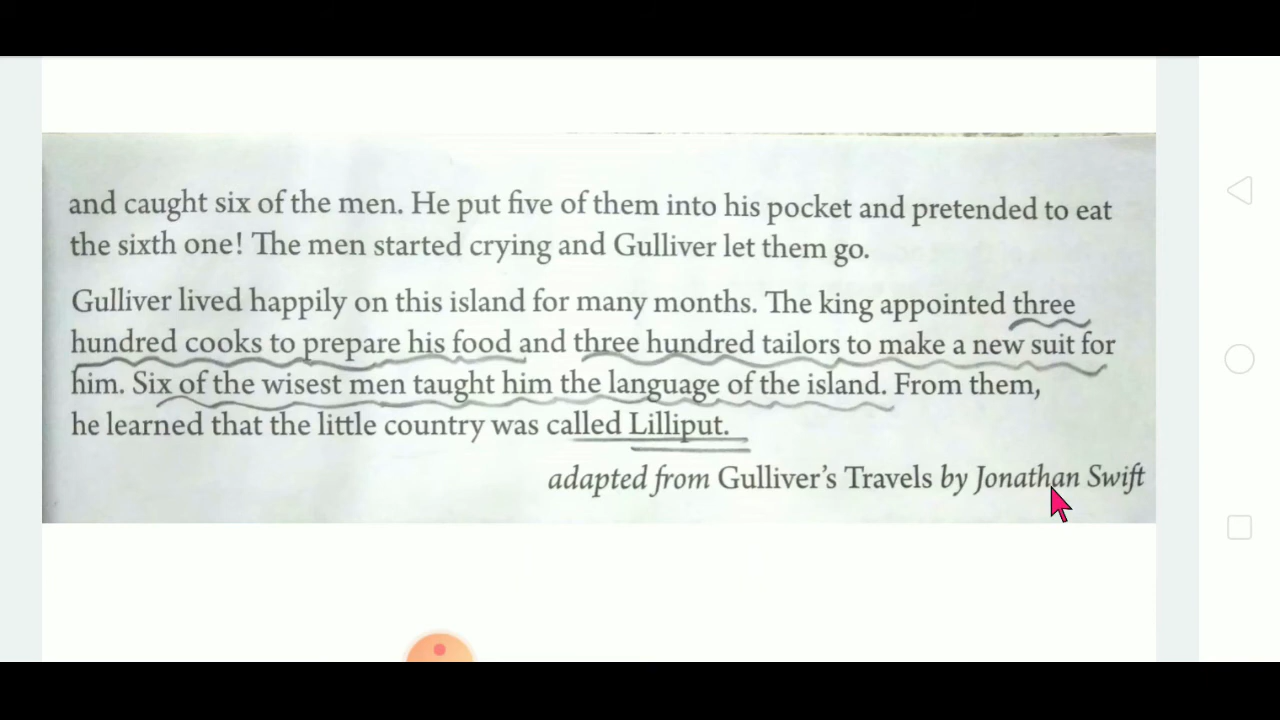 and caught six of the men. He put five of them into his pocket and pretended to eat
the sixth one! The men started crying and Gulliver let them go.
Gulliver lived happily on this island for many months. The king appointed three
hundred cooks to prepare his food and three hundred tailors to make a new suit for
him. Six of the wisest men taught him the language of the island. From them,
he learned that the little country was called Lilliput.
adapted from Gulliver's Travels by Jonathan Swift